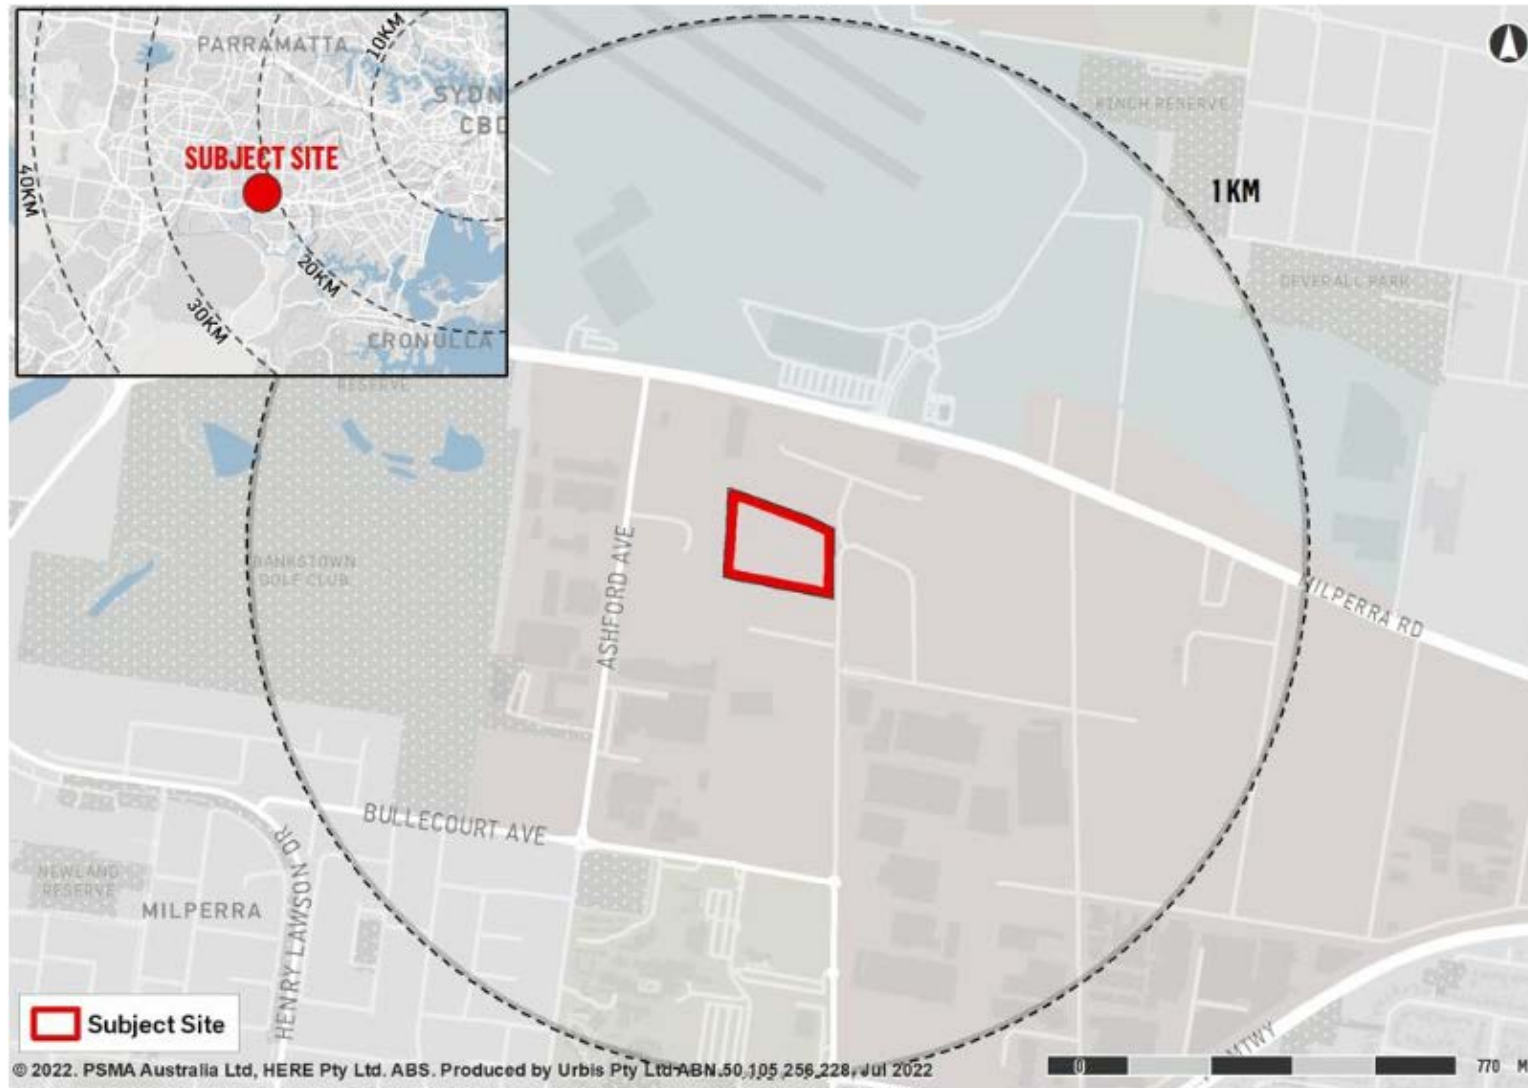 PARRAMATTA
10KM
SYDN
CBD
SUBJECT SITE
40KM
20KM
30KM
CRONULLA
RESERVE
KINCH RESERVE
1 KM
DEVERALL PARK
BANKSTOWN
GOLF CLUB
ASHFORD AVE
MILPERRA RD
BULLECOURT AVE
HENRY LAWSON DR
NEWLAND
RESERVE
MILPERRA
MTWY
Subject Site
© 2022. PSMA Australia Ltd, HERE Pty Ltd. ABS. Produced by Urbis Pty Ltd ABN 50 105 256 228, Jul 2022
0
770 M